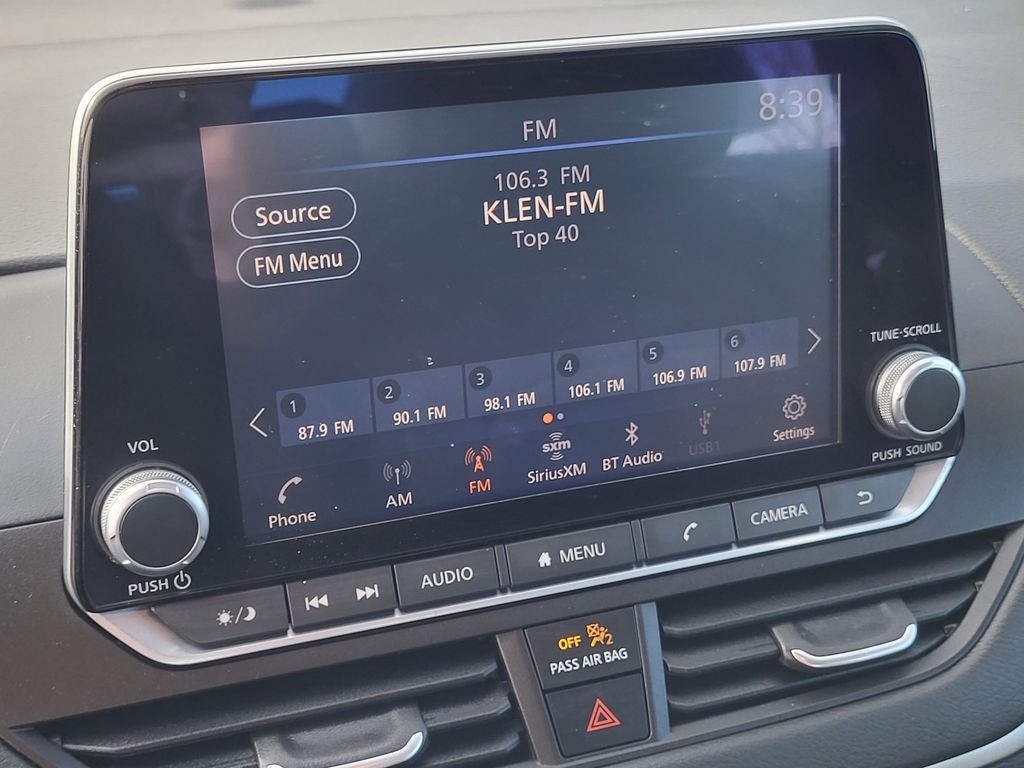 FM
8:39
106.3 FM
KLEN-FM
Top 40
Source
FM Menu
1
87.9 FM
2
90.1 FM
3
98.1 FM
4
106.1 FM
5
106.9 FM
6
107.9 FM
Phone
AM
FM
sxm
SiriusXM
BT Audio
USB1
Settings
VOL
PUSH
TUNE·SCROLL
PUSH SOUND
AUDIO
MENU
CAMERA
OFF
2
PASS AIR BAG